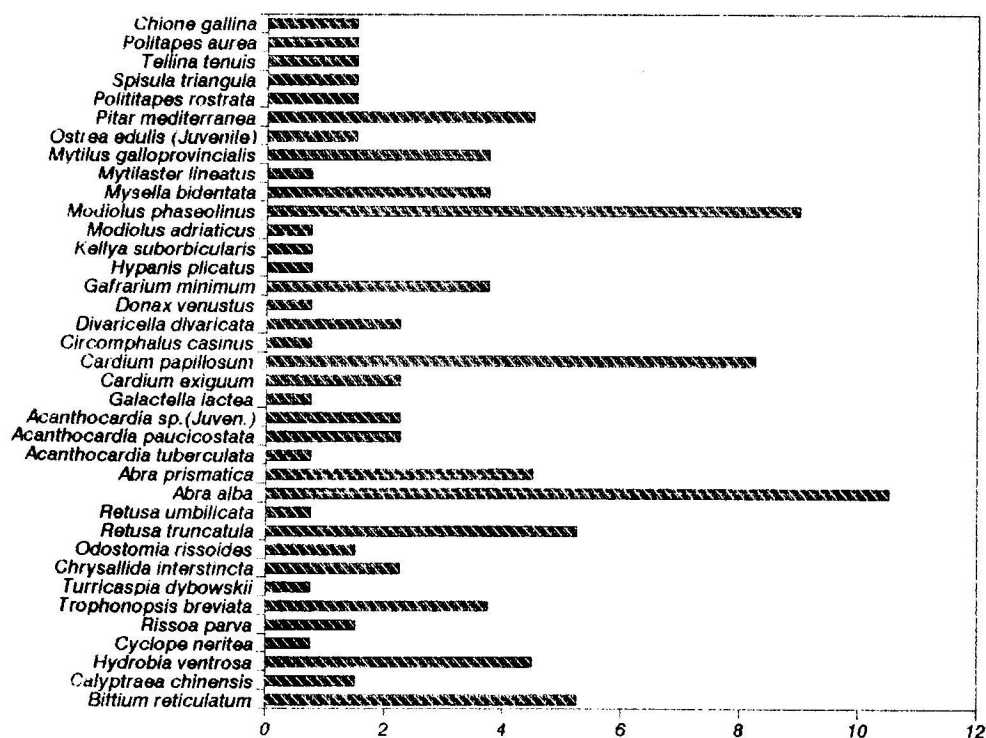 Chione gallina
Politapes aurea
Tellina tenuis
Spisula triangula
Polititapes rostrata
Pitar mediterranea
Ostrea edulis (Juvenile)
Mytilus galloprovincialis
Mytilaster lineatus
Mysella bidentata
Modiolus phaseolinus
Modiolus adriaticus
Kellya suborbicularis
Hypanis plicatus
Gafrarium minimum
Donax venustus
Divaricella divaricata
Circomphalus casinus
Cardium papillosum
Cardium exiguum
Galactella lactea
Acanthocardia sp.(Juven.)
Acanthocardia paucicostata
Acanthocardia tuberculata
Abra prismatica
Abra alba
Retusa umbilicata
Retusa truncatula
Odostomia rissoides
Chrysallida interstincta
Turricaspia dybowskii
Trophonopsis breviata
Rissoa parva
Cyclope neritea
Hydrobia ventrosa
Calyptraea chinensis
Bittium reticulatum
0 2 4 6 8 10 12